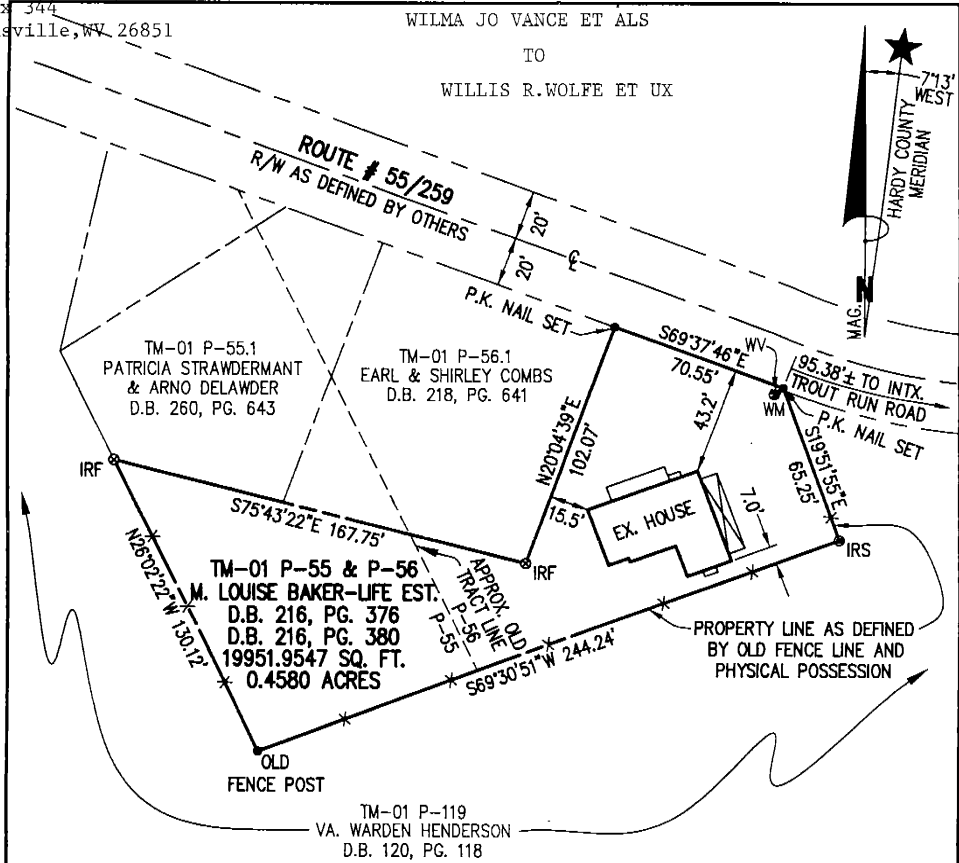 344
sville,WV 26851
WILMA JO VANCE ET ALS
TO
WILLIS R.WOLFE ET UX
7°13'
WEST
HARDY COUNTY
MERIDIAN
MAG. N
ROUTE # 55/259
R/W AS DEFINED BY OTHERS
20'
20'
℄
P.K. NAIL SET
S69°37'46"E
70.55'
WV
WM
95.38'± TO INTX.
TROUT RUN ROAD
P.K. NAIL SET
TM-01 P-55.1
PATRICIA STRAWDERMANT
& ARNO DELAWDER
D.B. 260, PG. 643
TM-01 P-56.1
EARL & SHIRLEY COMBS
D.B. 218, PG. 641
N20°04'39"E
102.07'
43.2'
S19°51'55"E
65.25'
IRF
S75°43'22"E 167.75'
15.5'
EX. HOUSE
7.0'
IRS
IRF
N26°02'22"W 130.12'
TM-01 P-55 & P-56
M. LOUISE BAKER-LIFE EST.
D.B. 216, PG. 376
D.B. 216, PG. 380
19951.9547 SQ. FT.
0.4580 ACRES
APPROX. OLD
TRACT LINE
P-56
P-55
S69°30'51"W 244.24'
PROPERTY LINE AS DEFINED
BY OLD FENCE LINE AND
PHYSICAL POSSESSION
OLD
FENCE POST
TM-01 P-119
VA. WARDEN HENDERSON
D.B. 120, PG. 118